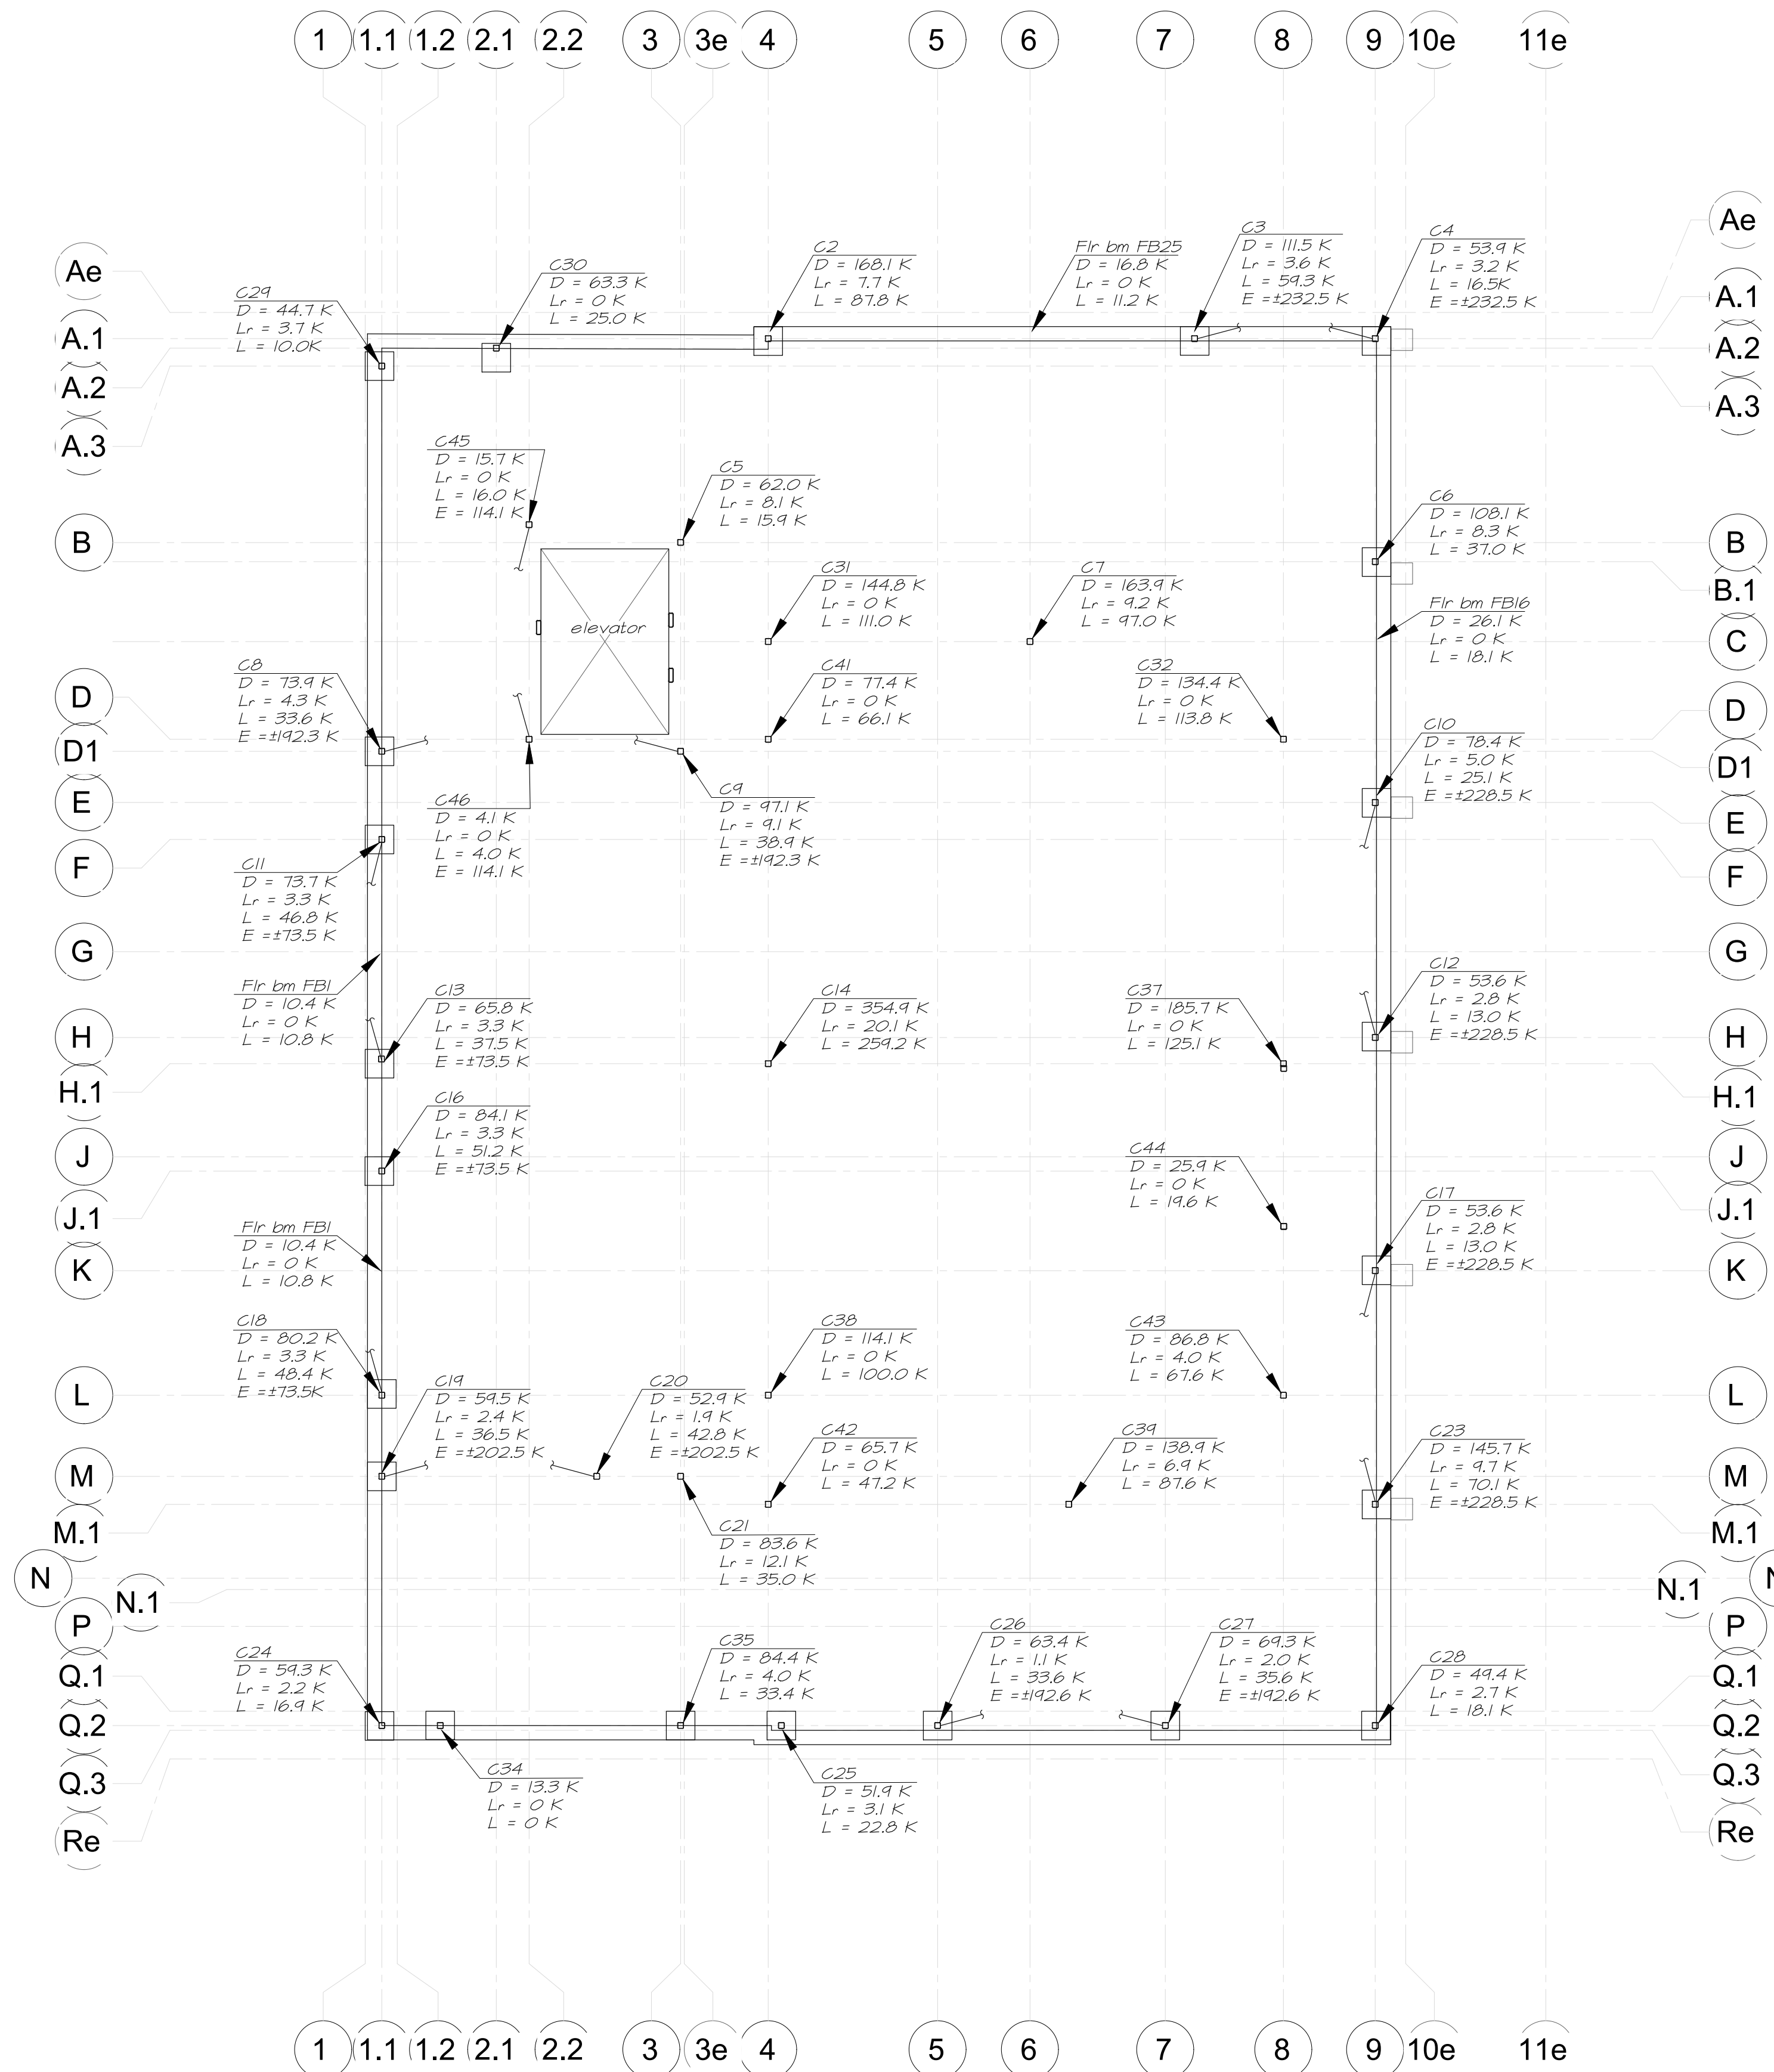 1 1.1 1.2 2.1 2.2 3 3e 4 5 6 7 8 9 10e 11e
Ae
A.1
A.2
A.3
B
D
D1
E
F
G
H
H.1
J
J.1
K
L
M
M.1
N
N.1
P
Q.1
Q.2
Q.3
Re
C29
D = 44.7 K
Lr = 3.7 K
L = 10.0K
C30
D = 63.3 K
Lr = 0 K
L = 25.0 K
C2
D = 168.1 K
Lr = 7.7 K
L = 87.8 K
Flr bm FB25
D = 16.8 K
Lr = 0 K
L = 11.2 K
C3
D = 111.5 K
Lr = 3.6 K
L = 59.3 K
E =±232.5 K
C4
D = 53.9 K
Lr = 3.2 K
L = 16.5K
E =±232.5 K
C45
D = 15.7 K
Lr = 0 K
L = 16.0 K
E = 114.1 K
C5
D = 62.0 K
Lr = 8.1 K
L = 15.9 K
C6
D = 108.1 K
Lr = 8.3 K
L = 37.0 K
C31
D = 144.8 K
Lr = 0 K
L = 111.0 K
C7
D = 163.9 K
Lr = 9.2 K
L = 97.0 K
Flr bm FB16
D = 26.1 K
Lr = 0 K
L = 18.1 K
elevator
C8
D = 73.9 K
Lr = 4.3 K
L = 33.6 K
E =±192.3 K
C41
D = 77.4 K
Lr = 0 K
L = 66.1 K
C32
D = 134.4 K
Lr = 0 K
L = 113.8 K
C10
D = 78.4 K
Lr = 5.0 K
L = 25.1 K
E =±228.5 K
C46
D = 4.1 K
Lr = 0 K
L = 4.0 K
E = 114.1 K
C9
D = 97.1 K
Lr = 9.1 K
L = 38.9 K
E =±192.3 K
C11
D = 73.7 K
Lr = 3.3 K
L = 46.8 K
E =±73.5 K
Flr bm FB1
D = 10.4 K
Lr = 0 K
L = 10.8 K
C13
D = 65.8 K
Lr = 3.3 K
L = 37.5 K
E =±73.5 K
C14
D = 354.9 K
Lr = 20.1 K
L = 259.2 K
C37
D = 185.7 K
Lr = 0 K
L = 125.1 K
C12
D = 53.6 K
Lr = 2.8 K
L = 13.0 K
E =±228.5 K
C16
D = 84.1 K
Lr = 3.3 K
L = 51.2 K
E =±73.5 K
C44
D = 25.9 K
Lr = 0 K
L = 19.6 K
C17
D = 53.6 K
Lr = 2.8 K
L = 13.0 K
E =±228.5 K
Flr bm FB1
D = 10.4 K
Lr = 0 K
L = 10.8 K
C18
D = 80.2 K
Lr = 3.3 K
L = 48.4 K
E =±73.5K
C19
D = 59.5 K
Lr = 2.4 K
L = 36.5 K
E =±202.5 K
C20
D = 52.9 K
Lr = 1.9 K
L = 42.8 K
E =±202.5 K
C38
D = 114.1 K
Lr = 0 K
L = 100.0 K
C43
D = 86.8 K
Lr = 4.0 K
L = 67.6 K
C42
D = 65.7 K
Lr = 0 K
L = 47.2 K
C39
D = 138.9 K
Lr = 6.9 K
L = 87.6 K
C23
D = 145.7 K
Lr = 9.7 K
L = 70.1 K
E =±228.5 K
C21
D = 83.6 K
Lr = 12.1 K
L = 35.0 K
C24
D = 59.3 K
Lr = 2.2 K
L = 16.9 K
C35
D = 84.4 K
Lr = 4.0 K
L = 33.4 K
C26
D = 63.4 K
Lr = 1.1 K
L = 33.6 K
E =±192.6 K
C27
D = 69.3 K
Lr = 2.0 K
L = 35.6 K
E =±192.6 K
C28
D = 49.4 K
Lr = 2.7 K
L = 18.1 K
C34
D = 13.3 K
Lr = 0 K
L = 0 K
C25
D = 51.9 K
Lr = 3.1 K
L = 22.8 K
Ae
A.1
A.2
A.3
B
B.1
C
D
D1
E
F
G
H
H.1
J
J.1
K
L
M
M.1
N.1
P
Q.1
Q.2
Q.3
Re
1 1.1 1.2 2.1 2.2 3 3e 4 5 6 7 8 9 10e 11e